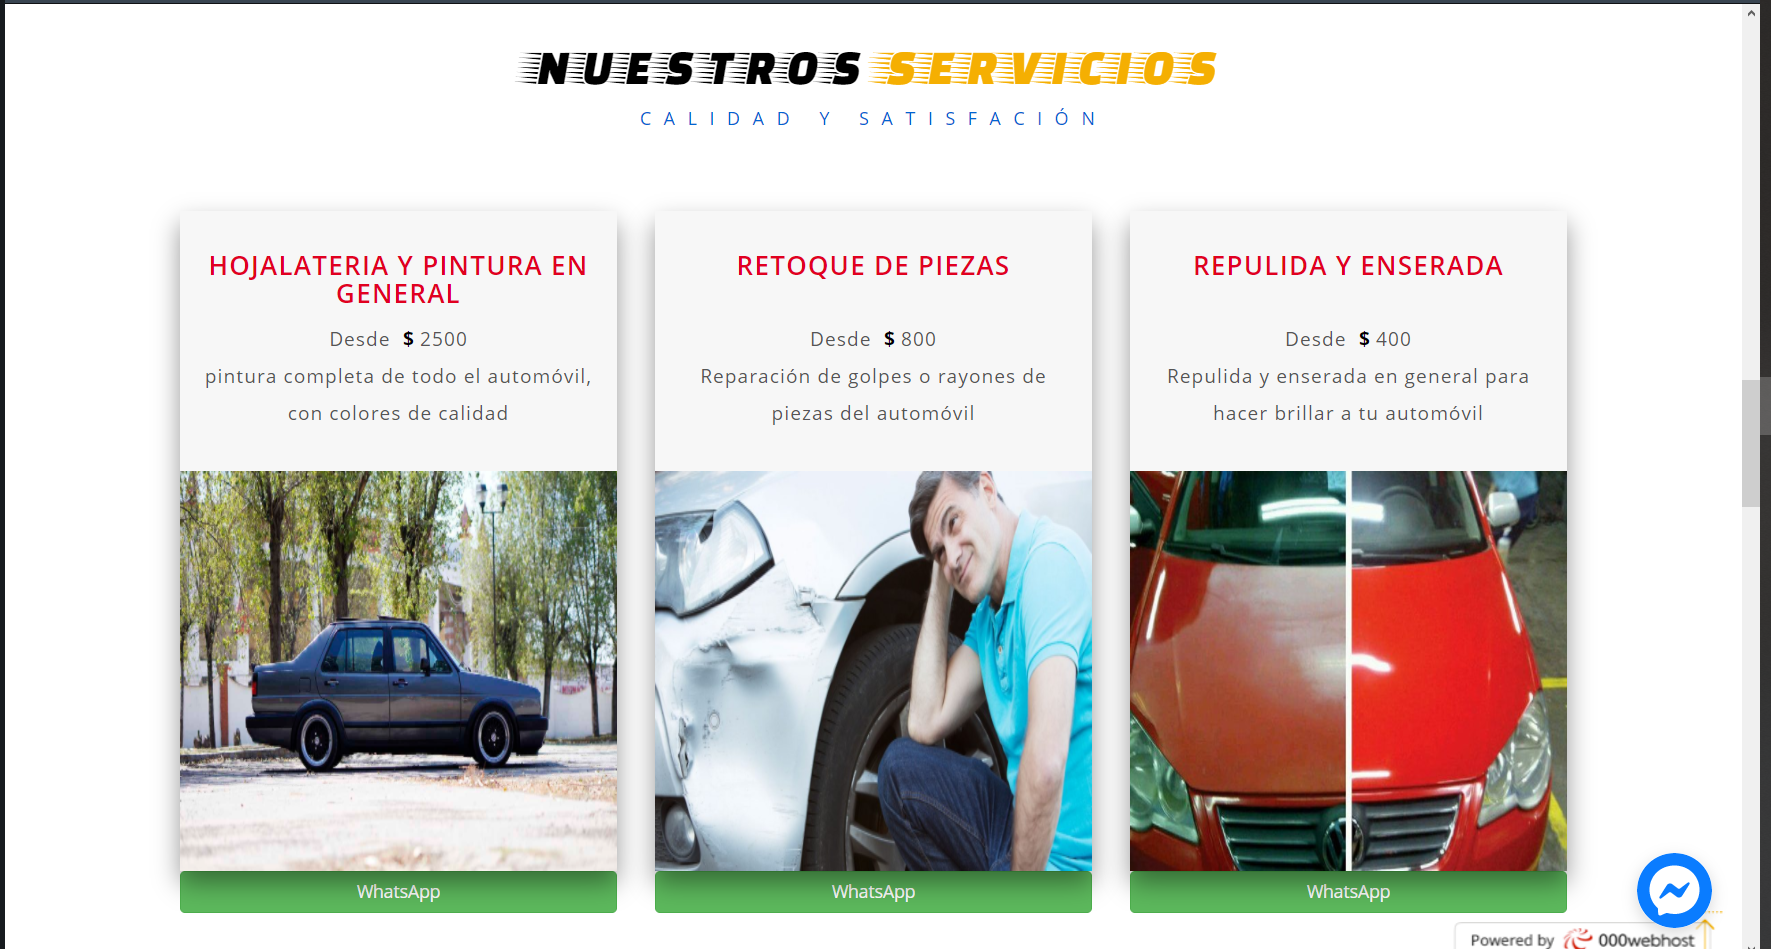 NUESTROS SERVICIOS
CALIDAD Y SATISFACIÓN
HOJALATERIA Y PINTURA EN
GENERAL
Desde $ 2500
pintura completa de todo el automóvil,
con colores de calidad
WhatsApp
RETOQUE DE PIEZAS
Desde $ 800
Reparación de golpes o rayones de
piezas del automóvil
WhatsApp
REPULIDA Y ENSERADA
Desde $ 400
Repulida y enserada en general para
hacer brillar a tu automóvil
WhatsApp
Powered by 000webhost